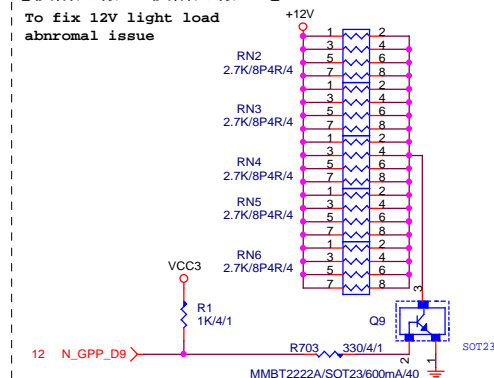 To fix 12V light load
abnromal issue
+12V
1 2
3 4
RN2
2.7K/8P4R/4
5 6
7 8
1 2
3 4
RN3
2.7K/8P4R/4
5 6
7 8
1 2
3 4
RN4
2.7K/8P4R/4
5 6
7 8
1 2
3 4
RN5
2.7K/8P4R/4
5 6
7 8
1 2
3 4
RN6
2.7K/8P4R/4
5 6
7 8
VCC3
R1
1K/4/1
3
Q9
SOT23
12 N_GPP_D9
R703 330/4/1
2 1
MMBT2222A/SOT23/600mA/40